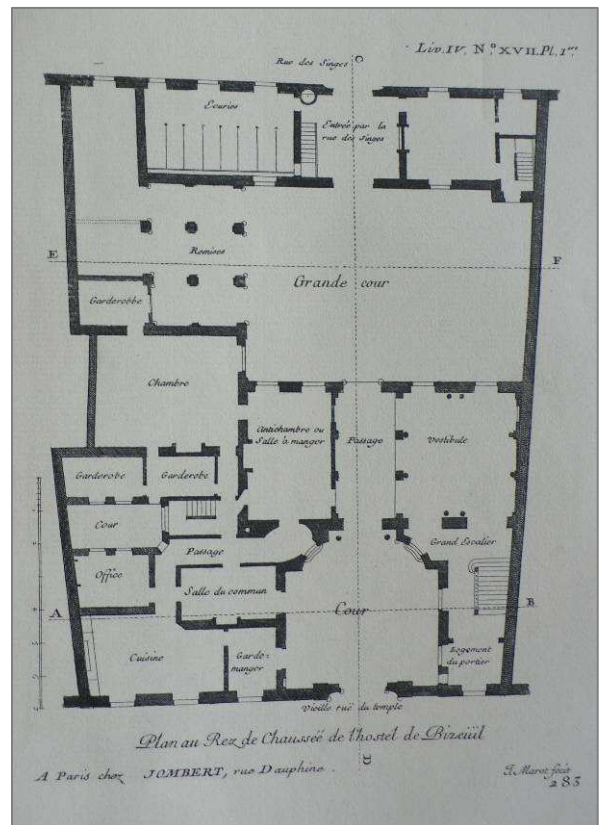 Liv. IV. N.º XVII. Pl. 1.re
Rue des Singes
C
Ecuries
Entrée par la
rue des Singes
E
Remises
F
Garderobbe
Grande cour
Chambre
Antichambre ou
Salle à manger
Passage
Vestibule
Garderobe
Garderobe
Cour
Passage
Grand Escalier
Office
Salle du commun
A
Cour
B
Cuisine
Garde-
manger
Logement
du portier
Vieille rue du temple
Plan au Rez de Chausséé de l'hostel de Bizeüil
D
A Paris chez JOMBERT, rue Dauphine.
J. Marot fecit
283